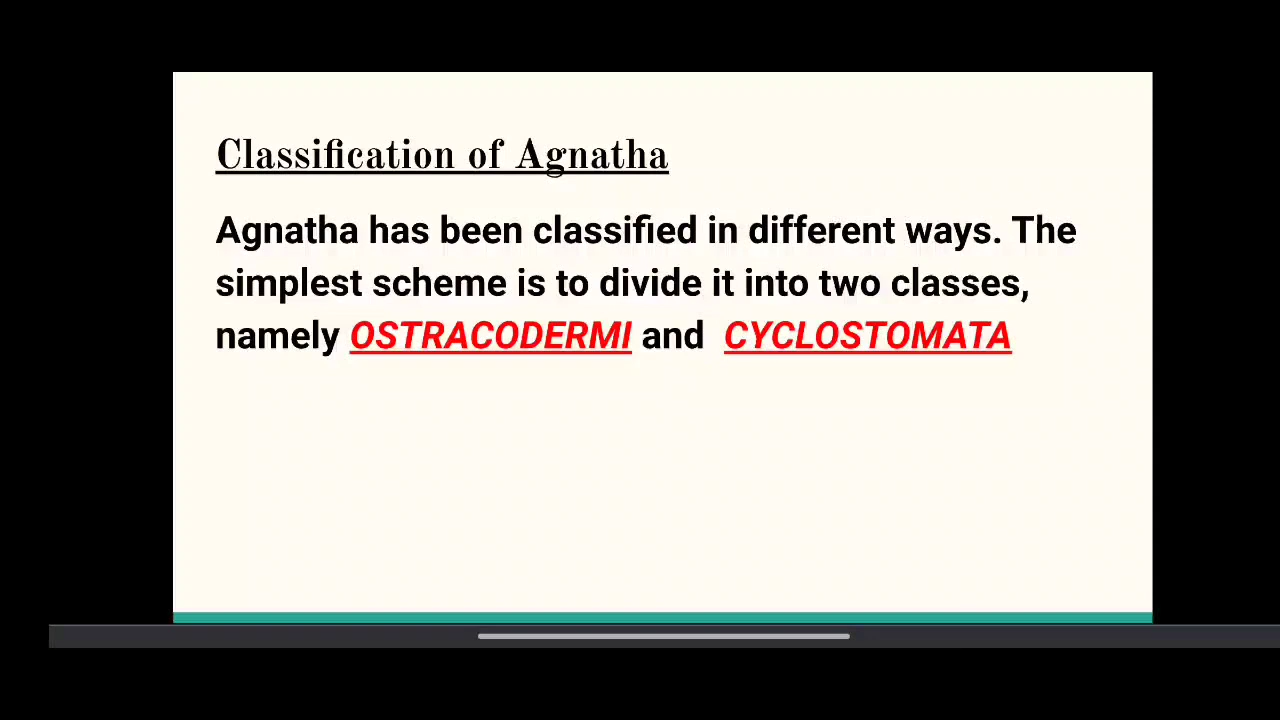 Classification of Agnatha
Agnatha has been classified in different ways. The
simplest scheme is to divide it into two classes,
namely OSTRACODERMI and CYCLOSTOMATA